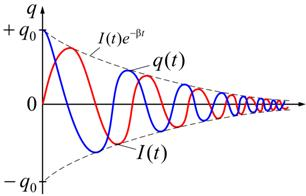 q
+q₀
I(t)e^(-βt)
q(t)
0
t
I(t)
-q₀